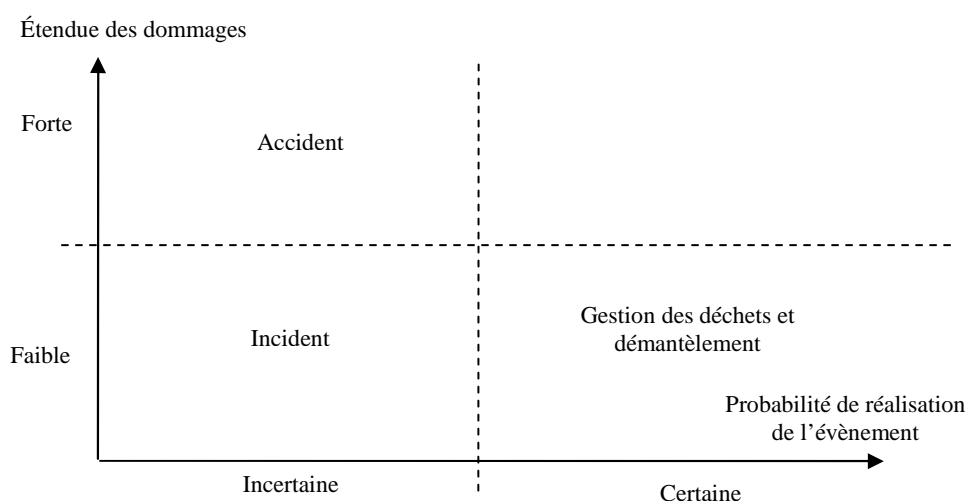 Étendue des dommages
Forte
Accident
Gestion des déchets et
démantèlement
Incident
Faible
Probabilité de réalisation
de l’évènement
Incertaine
Certaine